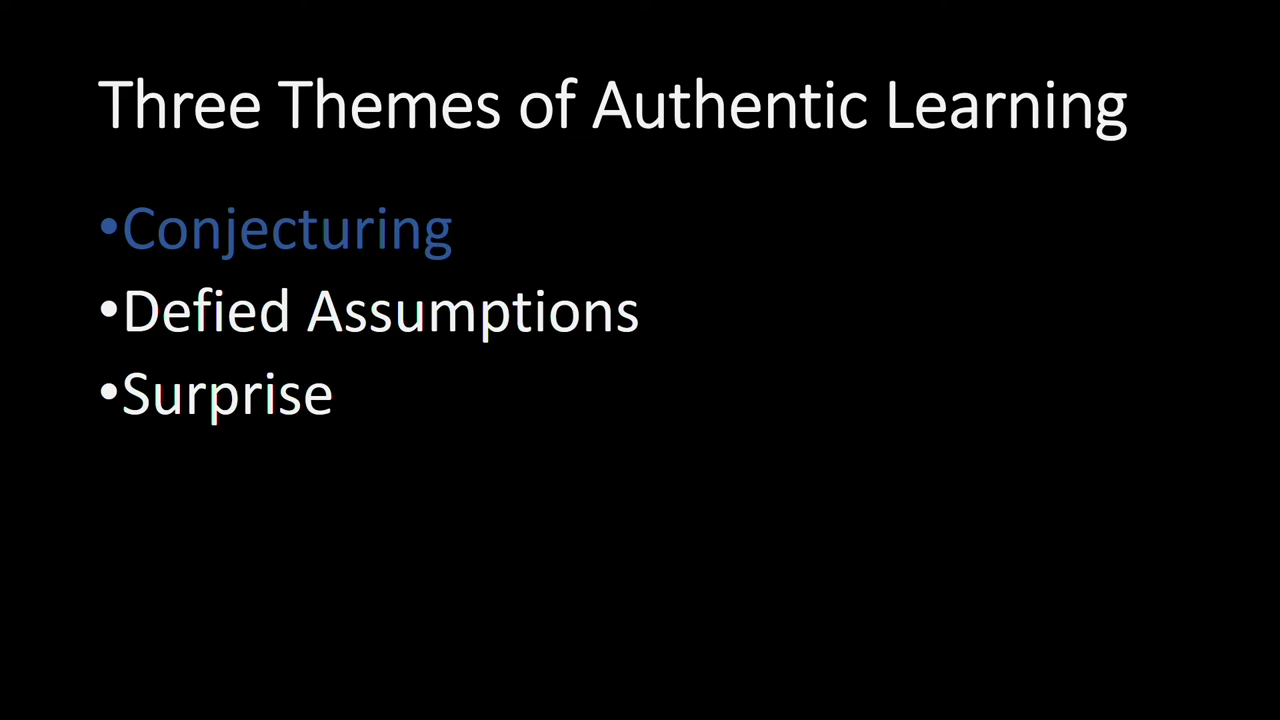 Three Themes of Authentic Learning
•Conjecturing
•Defied Assumptions
•Surprise